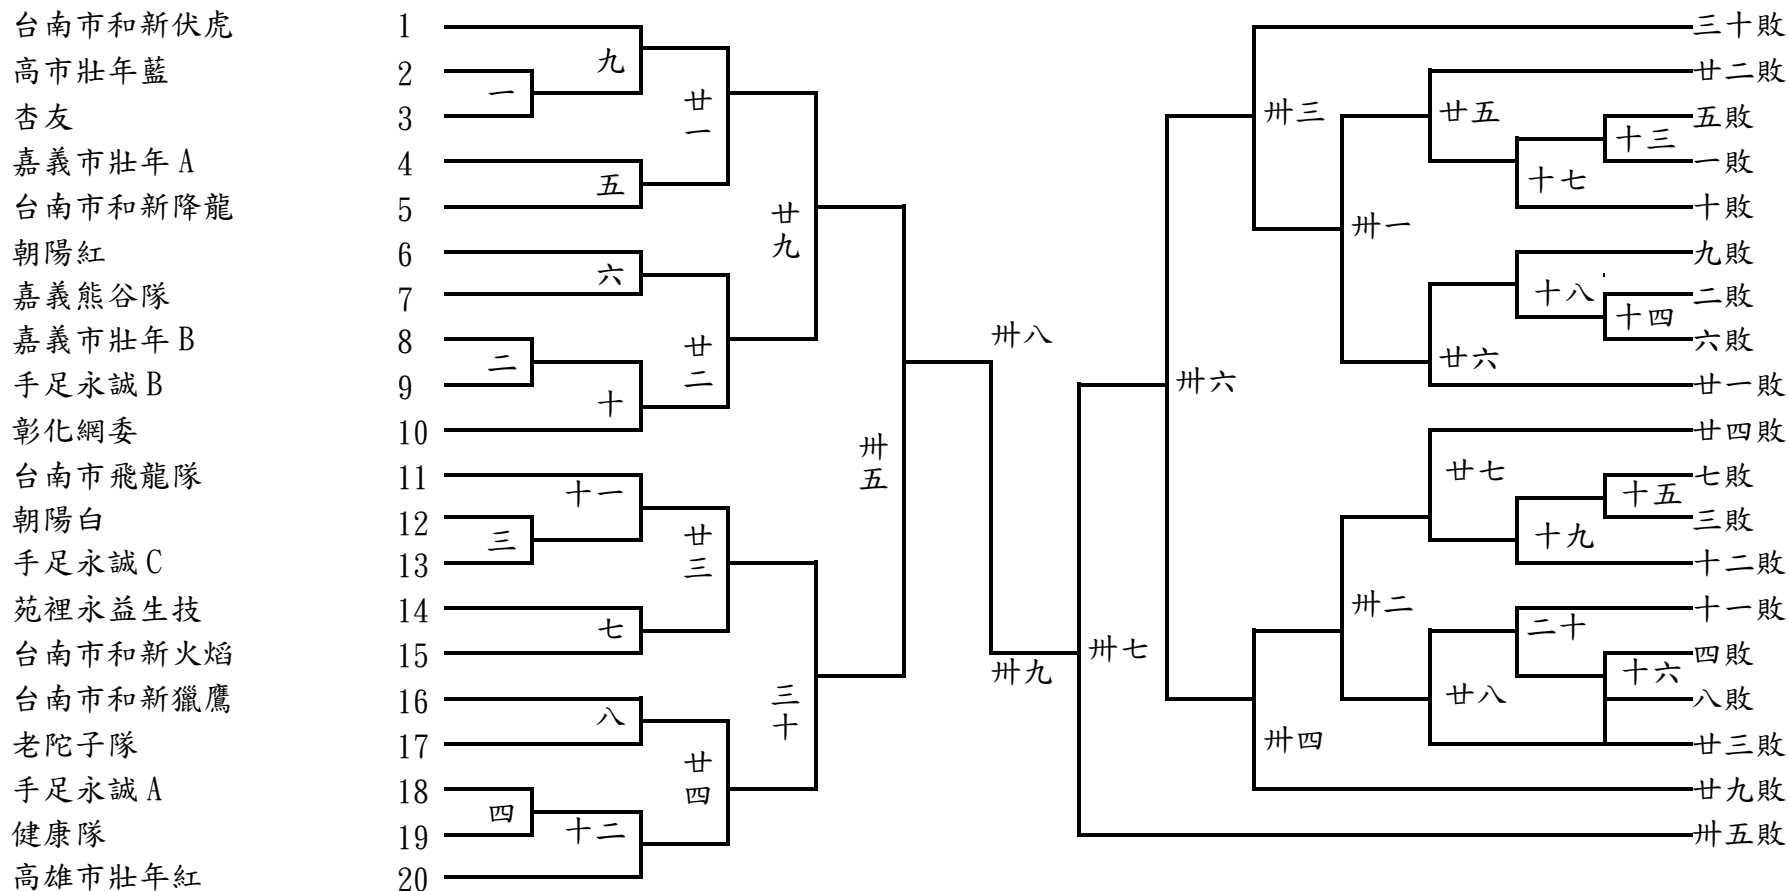 台南市和新伏虎 1
高市壯年藍 2
杏友 3
嘉義市壯年A 4
台南市和新降龍 5
朝陽紅 6
嘉義熊谷隊 7
嘉義市壯年B 8
手足永誠B 9
彰化網委 10
台南市飛龍隊 11
朝陽白 12
手足永誠C 13
苑裡永益生技 14
台南市和新火焰 15
台南市和新獵鷹 16
老陀子隊 17
手足永誠A 18
健康隊 19
高雄市壯年紅 20
一
二
三
四
九
五
六
十
十一
七
八
十二
廿一
廿二
廿三
廿四
廿九
三十
卅五
卅八
卅九
卅七
卅六
卅三
卅四
卅一
卅二
廿五
廿六
廿七
廿八
十七
十八
十九
二十
十三
十四
十五
十六
三十敗
廿二敗
五敗
一敗
十敗
九敗
二敗
六敗
廿一敗
廿四敗
七敗
三敗
十二敗
十一敗
四敗
八敗
廿三敗
廿九敗
卅五敗